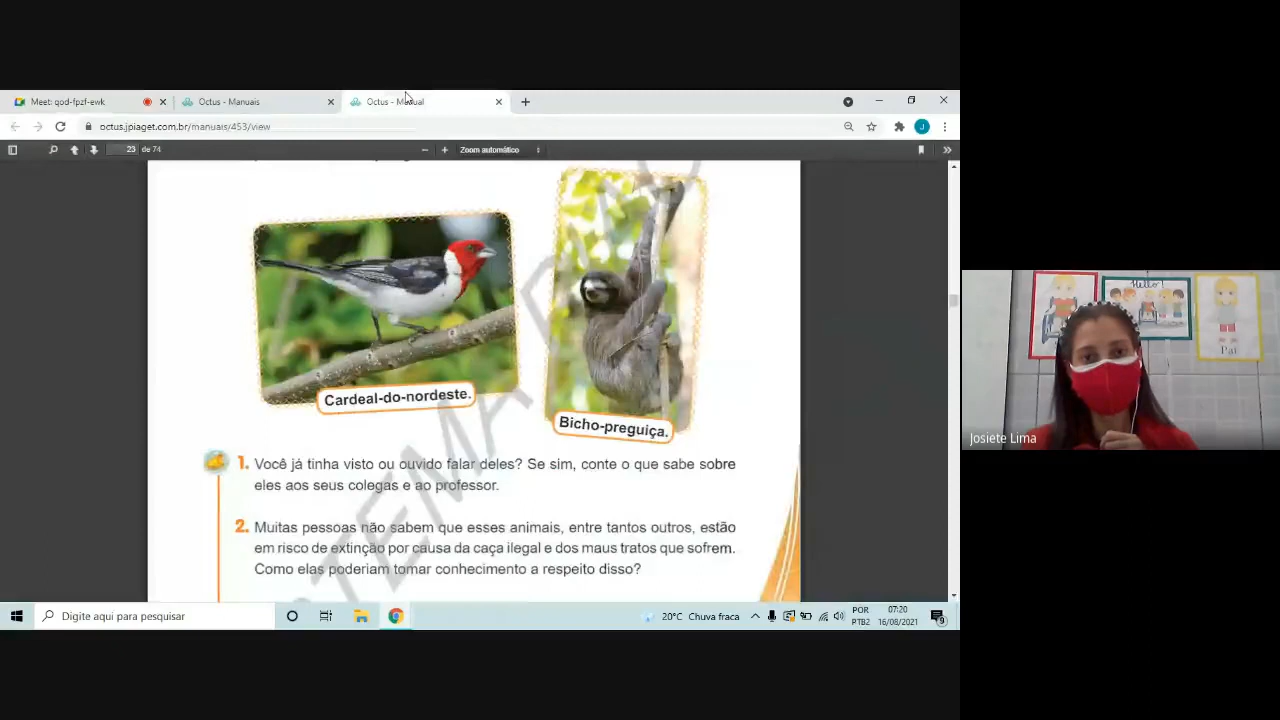 Meet: qod-fpzf-ewk
Octus - Manuais
Octus - Manual
octus.jpiaget.com.br/manuais/453/view
23 de 74
Zoom automático
Cardeal-do-nordeste.
Bicho-preguiça.
1. Você já tinha visto ou ouvido falar deles? Se sim, conte o que sabe sobre
eles aos seus colegas e ao professor.
2. Muitas pessoas não sabem que esses animais, entre tantos outros, estão
em risco de extinção por causa da caça ilegal e dos maus tratos que sofrem.
Como elas poderiam tomar conhecimento a respeito disso?
Hello!
Pai
Josiete Lima
Digite aqui para pesquisar
20°C Chuva fraca
POR
PTB2
07:20
16/08/2021
9